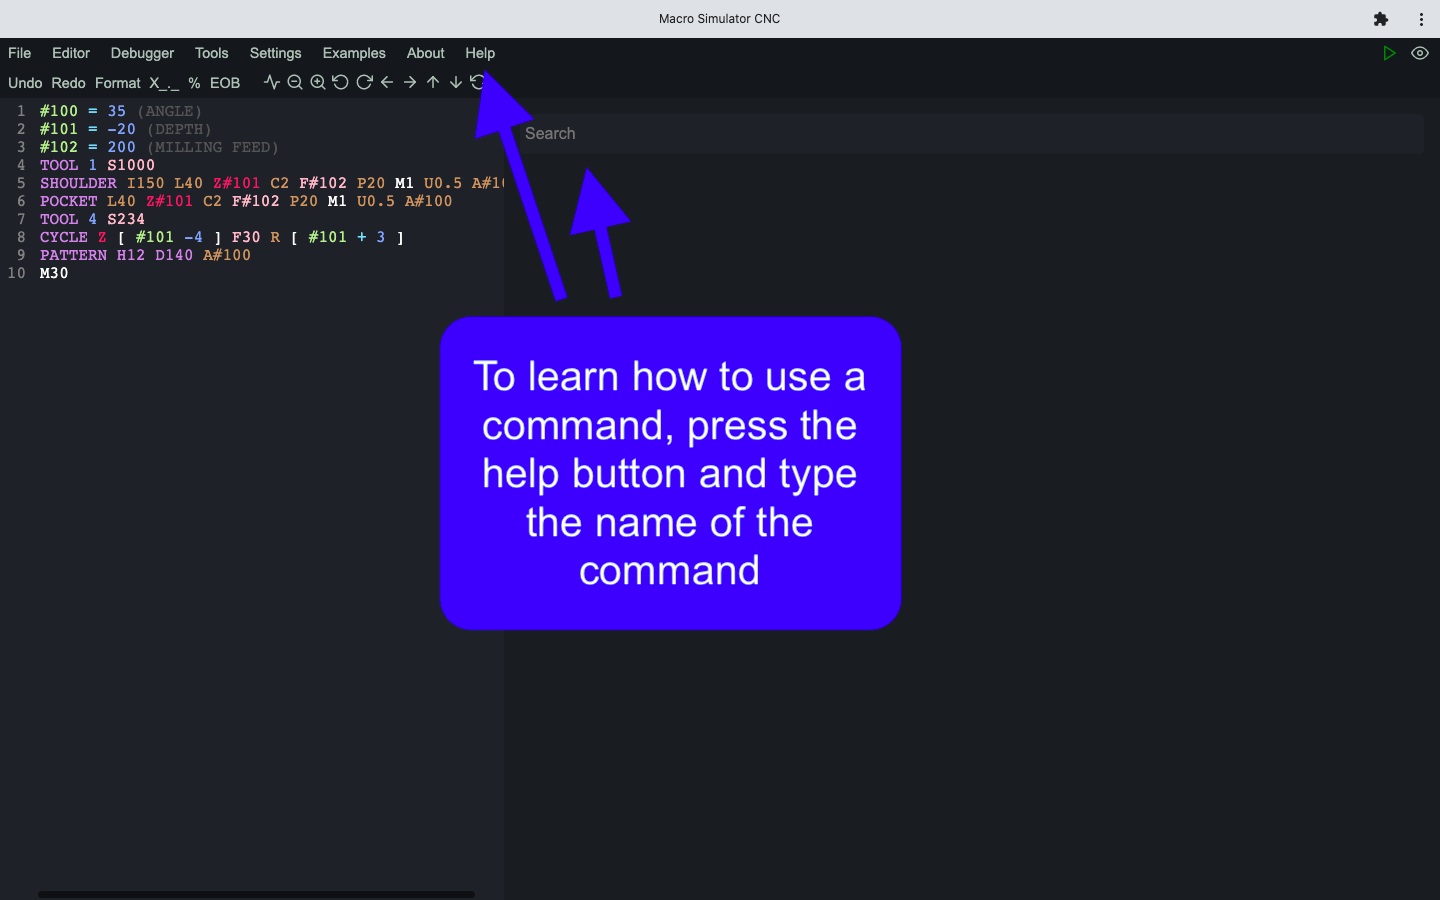 Macro Simulator CNC
File Editor Debugger Tools Settings Examples About Help
Undo Redo Format X_._ % EOB
1 #100 = 35 (ANGLE)
2 #101 = -20 (DEPTH)
3 #102 = 200 (MILLING FEED)
4 TOOL 1 S1000
5 SHOULDER I150 L40 Z#101 C2 F#102 P20 M1 U0.5 A#10
6 POCKET L40 Z#101 C2 F#102 P20 M1 U0.5 A#100
7 TOOL 4 S234
8 CYCLE Z [ #101 -4 ] F30 R [ #101 + 3 ]
9 PATTERN H12 D140 A#100
10 M30
Search
To learn how to use a
command, press the
help button and type
the name of the
command